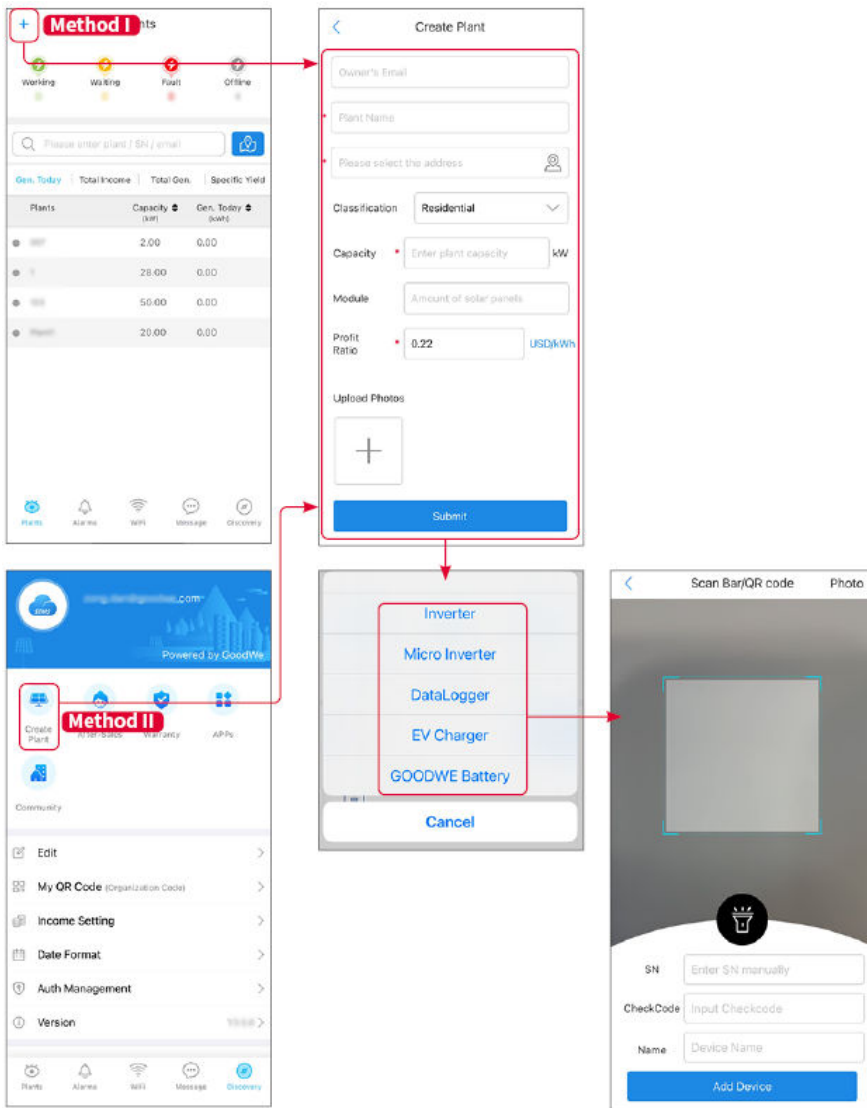 +
Method I
nts
Working
Waiting
Fault
Offline
Please enter plant / SN / email
Gen. Today
Total Income
Total Gen.
Specific Yield
Plants
Capacity
(kW)
Gen. Today
(kWh)
2.00 0.00
1 28.00 0.00
50.00 0.00
20.00 0.00
Plants
Alarms
WiFi
Message
Discovery
Create Plant
Owner's Email
* Plant Name
* Please select the address
Classification Residential
Capacity * Enter plant capacity kW
Module Amount of solar panels
Profit
Ratio * 0.22 USD/kWh
Upload Photos
+
Submit
.com
Powered by GoodWe
Create
Plant
Method II
After-Sales
Warranty
APPs
Community
Edit
My QR Code (Organization Code)
Income Setting
Date Format
Auth Management
Version
Plants
Alarms
WiFi
Message
Discovery
Inverter
Micro Inverter
DataLogger
EV Charger
GOODWE Battery
Cancel
Scan Bar/QR code Photo
SN Enter SN manually
CheckCode Input Checkcode
Name Device Name
Add Device